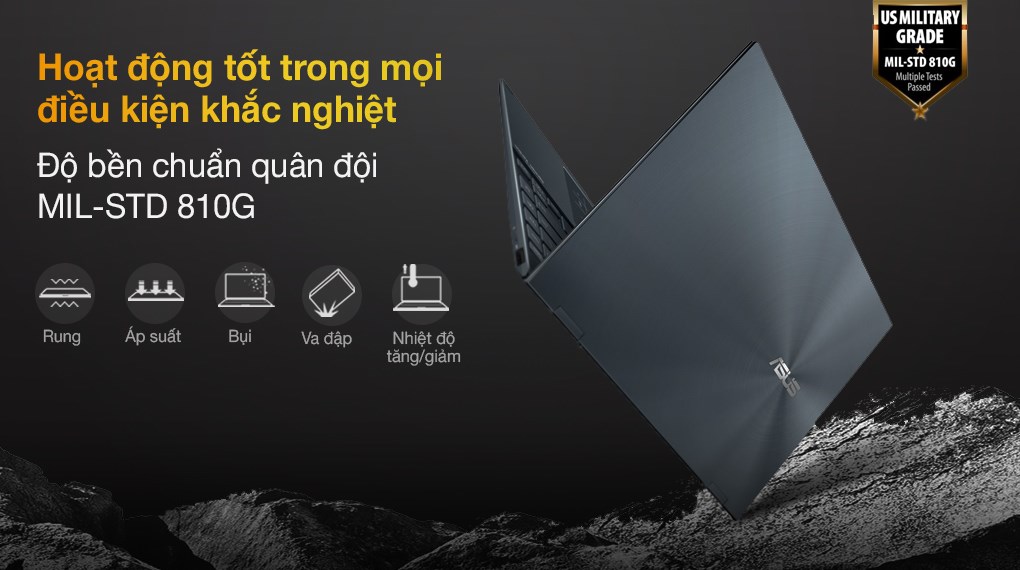 Hoạt động tốt trong mọi
điều kiện khắc nghiệt
Độ bền chuẩn quân đội
MIL-STD 810G
Rung
Áp suất
Bụi
Va đập
Nhiệt độ
tăng/giảm
US MILITARY
GRADE
MIL-STD 810G
Multiple Tests
Passed
ASUS